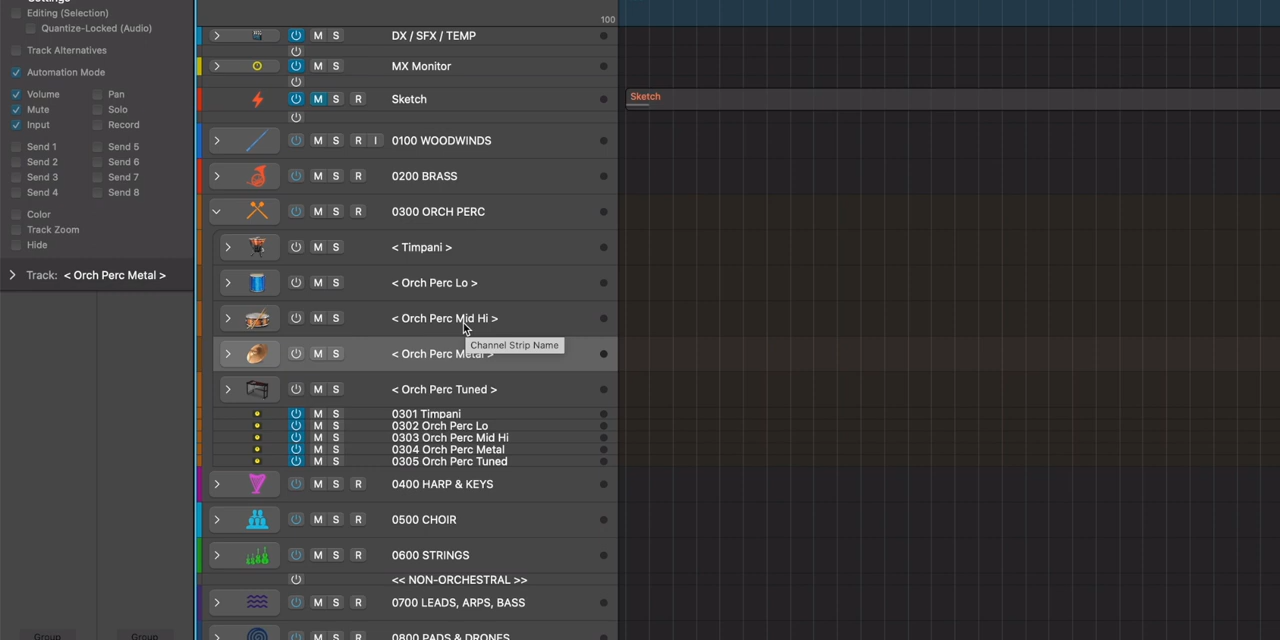 Settings
Editing (Selection)
Quantize-Locked (Audio)
Track Alternatives
Automation Mode
Volume Pan
Mute Solo
Input Record
Send 1 Send 5
Send 2 Send 6
Send 3 Send 7
Send 4 Send 8
Color
Track Zoom
Hide
Track: < Orch Perc Metal >
Group Group
100
M S DX / SFX / TEMP
M S MX Monitor
M S R Sketch
Sketch
M S R I 0100 WOODWINDS
M S R 0200 BRASS
M S R 0300 ORCH PERC
M S < Timpani >
M S < Orch Perc Lo >
M S < Orch Perc Mid Hi >
Channel Strip Name
M S < Orch Perc Metal >
M S < Orch Perc Tuned >
M S 0301 Timpani
M S 0302 Orch Perc Lo
M S 0303 Orch Perc Mid Hi
M S 0304 Orch Perc Metal
M S 0305 Orch Perc Tuned
M S R 0400 HARP & KEYS
M S R 0500 CHOIR
M S R 0600 STRINGS
<< NON-ORCHESTRAL >>
M S R 0700 LEADS, ARPS, BASS
M S R 0800 PADS & DRONES